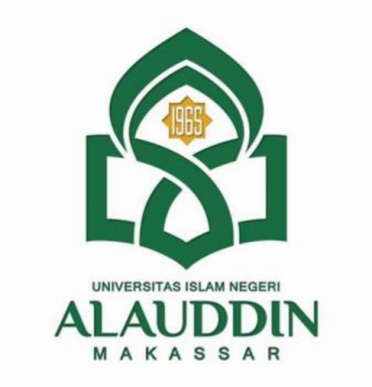 1965
UNIVERSITAS ISLAM NEGERI
ALAUDDIN
MAKASSAR